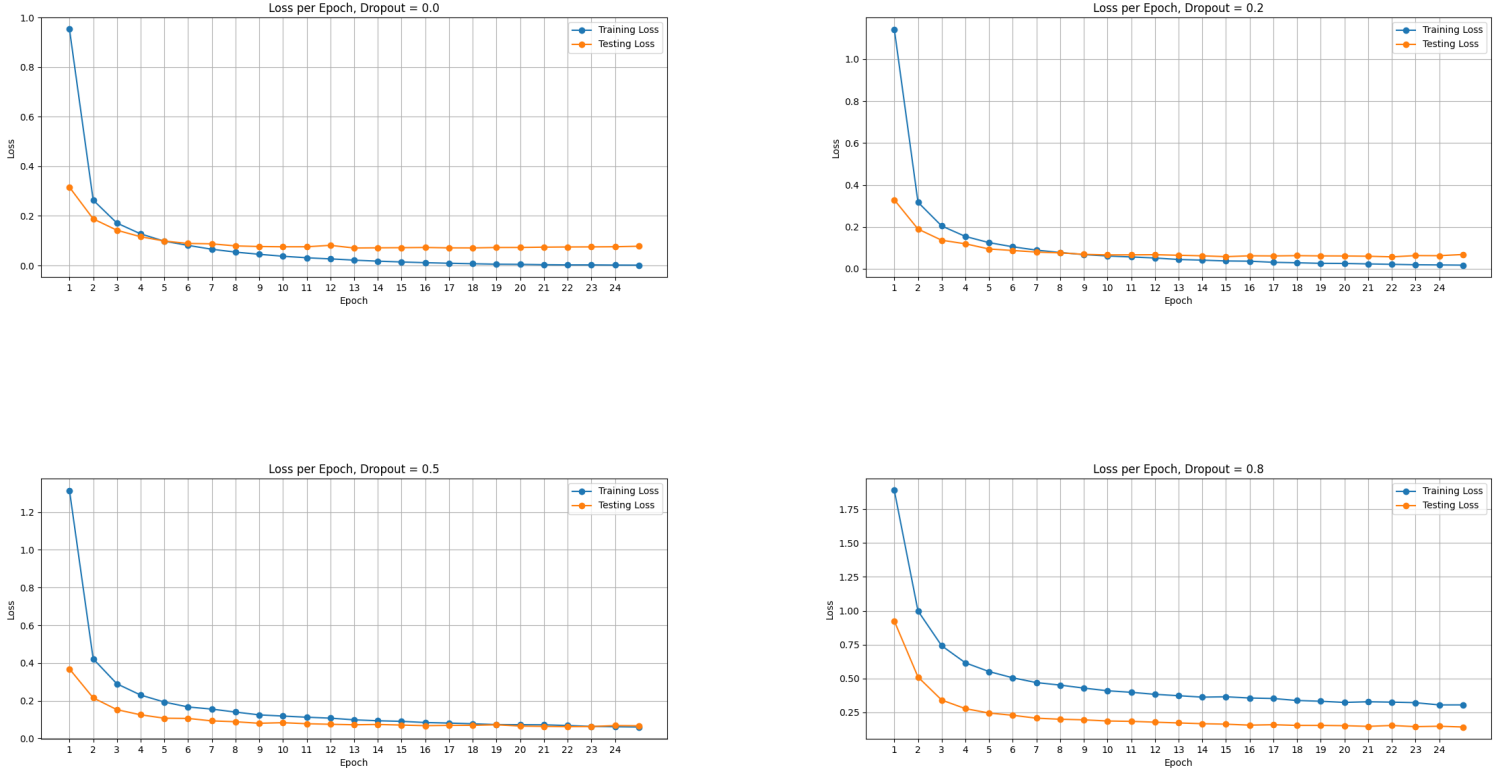 Loss per Epoch, Dropout = 0.0
Training Loss
Testing Loss
1.0
0.8
0.6
0.4
0.2
0.0
Loss
1 2 3 4 5 6 7 8 9 10 11 12 13 14 15 16 17 18 19 20 21 22 23 24
Epoch
Loss per Epoch, Dropout = 0.2
Training Loss
Testing Loss
1.0
0.8
0.6
0.4
0.2
0.0
Loss
1 2 3 4 5 6 7 8 9 10 11 12 13 14 15 16 17 18 19 20 21 22 23 24
Epoch
Loss per Epoch, Dropout = 0.5
Training Loss
Testing Loss
1.2
1.0
0.8
0.6
0.4
0.2
0.0
Loss
1 2 3 4 5 6 7 8 9 10 11 12 13 14 15 16 17 18 19 20 21 22 23 24
Epoch
Loss per Epoch, Dropout = 0.8
Training Loss
Testing Loss
1.75
1.50
1.25
1.00
0.75
0.50
0.25
Loss
1 2 3 4 5 6 7 8 9 10 11 12 13 14 15 16 17 18 19 20 21 22 23 24
Epoch